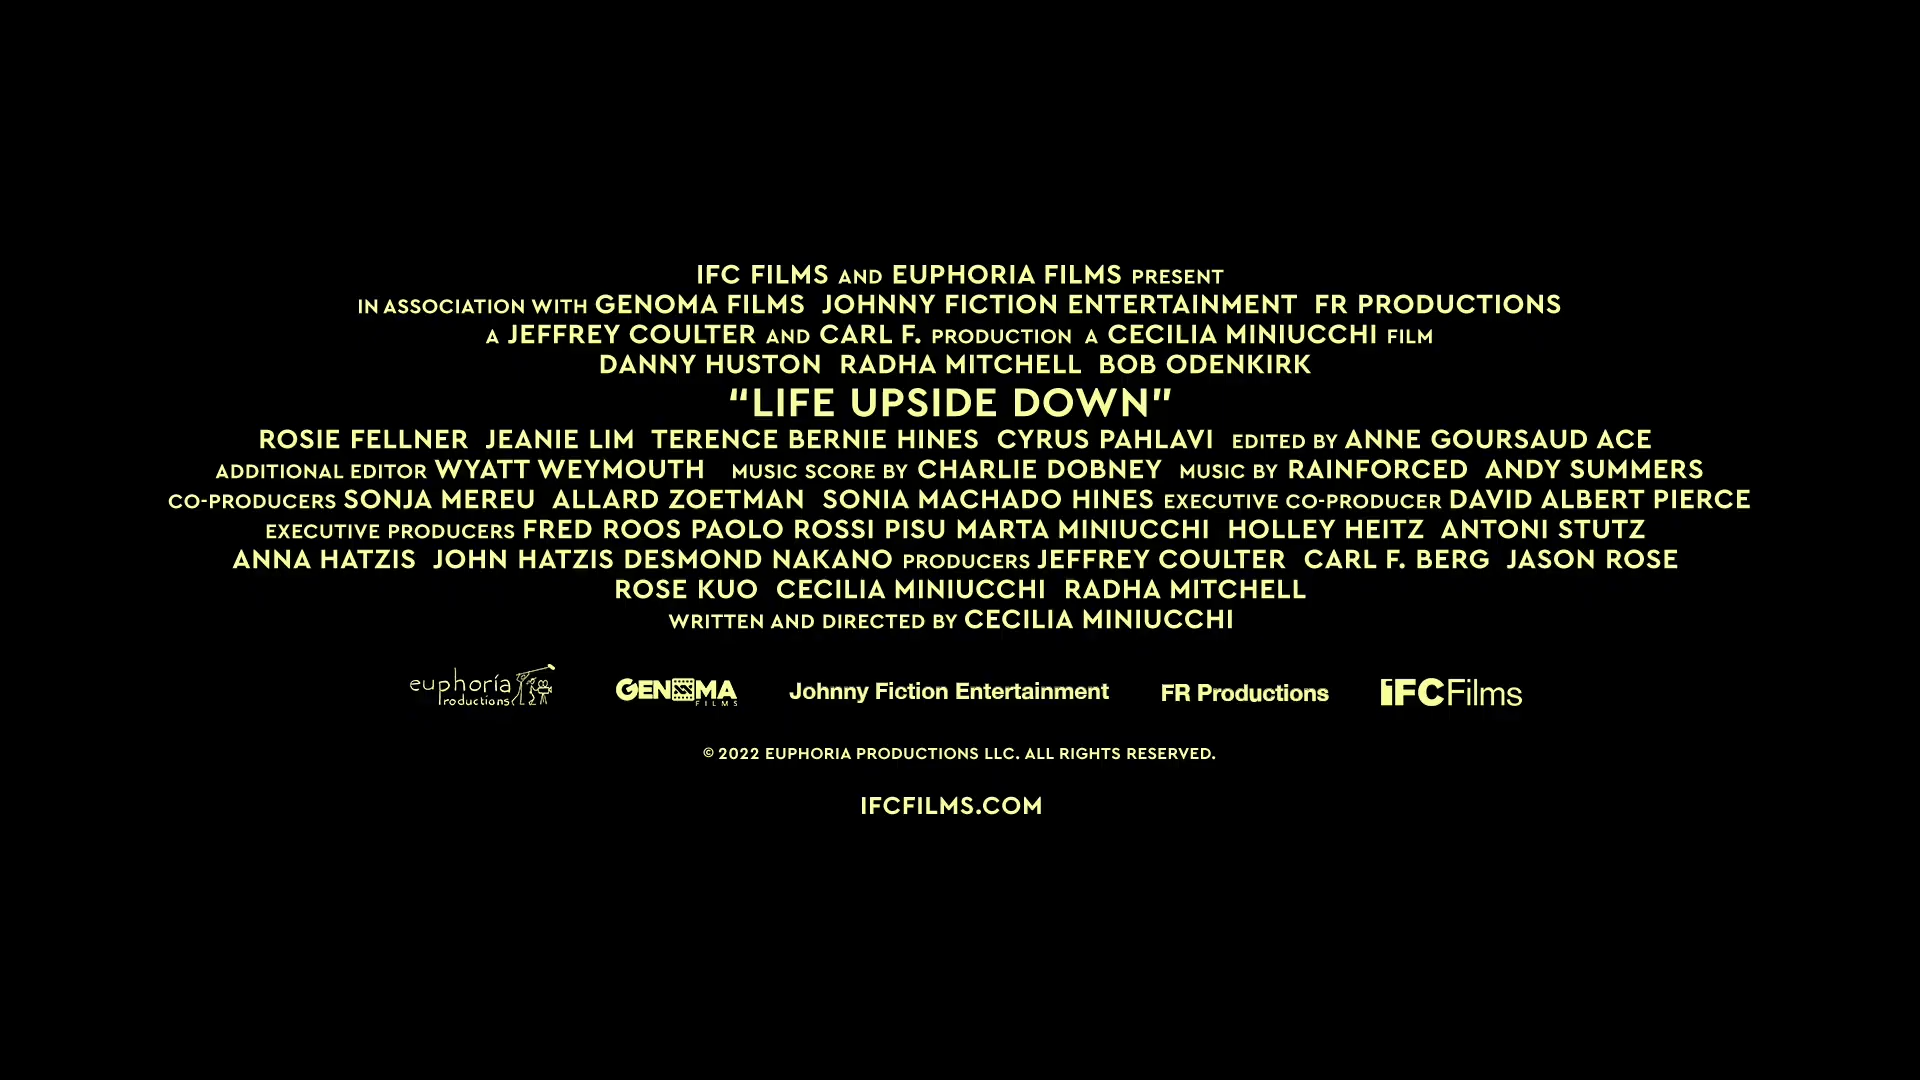 IFC FILMS AND EUPHORIA FILMS PRESENT
IN ASSOCIATION WITH GENOMA FILMS JOHNNY FICTION ENTERTAINMENT FR PRODUCTIONS
A JEFFREY COULTER AND CARL F. PRODUCTION A CECILIA MINIUCCHI FILM
DANNY HUSTON RADHA MITCHELL BOB ODENKIRK
“LIFE UPSIDE DOWN”
ROSIE FELLNER JEANIE LIM TERENCE BERNIE HINES CYRUS PAHLAVI EDITED BY ANNE GOURSAUD ACE
ADDITIONAL EDITOR WYATT WEYMOUTH MUSIC SCORE BY CHARLIE DOBNEY MUSIC BY RAINFORCED ANDY SUMMERS
CO-PRODUCERS SONJA MEREU ALLARD ZOETMAN SONIA MACHADO HINES EXECUTIVE CO-PRODUCER DAVID ALBERT PIERCE
EXECUTIVE PRODUCERS FRED ROOS PAOLO ROSSI PISU MARTA MINIUCCHI HOLLEY HEITZ ANTONI STUTZ
ANNA HATZIS JOHN HATZIS DESMOND NAKANO PRODUCERS JEFFREY COULTER CARL F. BERG JASON ROSE
ROSE KUO CECILIA MINIUCCHI RADHA MITCHELL
WRITTEN AND DIRECTED BY CECILIA MINIUCCHI
euphoria Productions GENOMA FILMS Johnny Fiction Entertainment FR Productions IFC Films
© 2022 EUPHORIA PRODUCTIONS LLC. ALL RIGHTS RESERVED.
IFCFILMS.COM